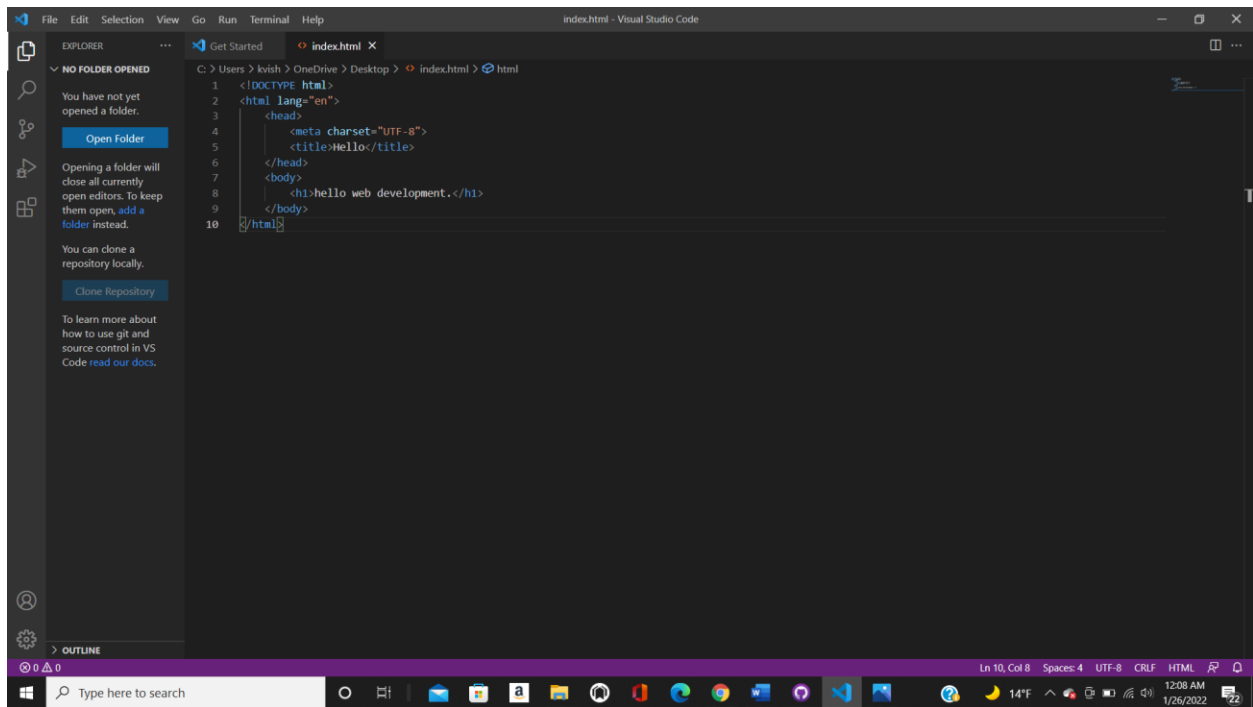 File Edit Selection View Go Run Terminal Help
index.html - Visual Studio Code
EXPLORER
Get Started
index.html
NO FOLDER OPENED
You have not yet
opened a folder.
Open Folder
Opening a folder will
close all currently
open editors. To keep
them open, add a
folder instead.
You can clone a
repository locally.
Clone Repository
To learn more about
how to use git and
source control in VS
Code read our docs.
OUTLINE
C: > Users > kvish > OneDrive > Desktop > index.html > html
1 <!DOCTYPE html>
2 <html lang="en">
3 <head>
4 <meta charset="UTF-8">
5 <title>Hello</title>
6 </head>
7 <body>
8 <h1>hello web development.</h1>
9 </body>
10 </html>
0 0
Ln 10, Col 8 Spaces: 4 UTF-8 CRLF HTML
Type here to search
a
14°F
12:08 AM
1/26/2022
22